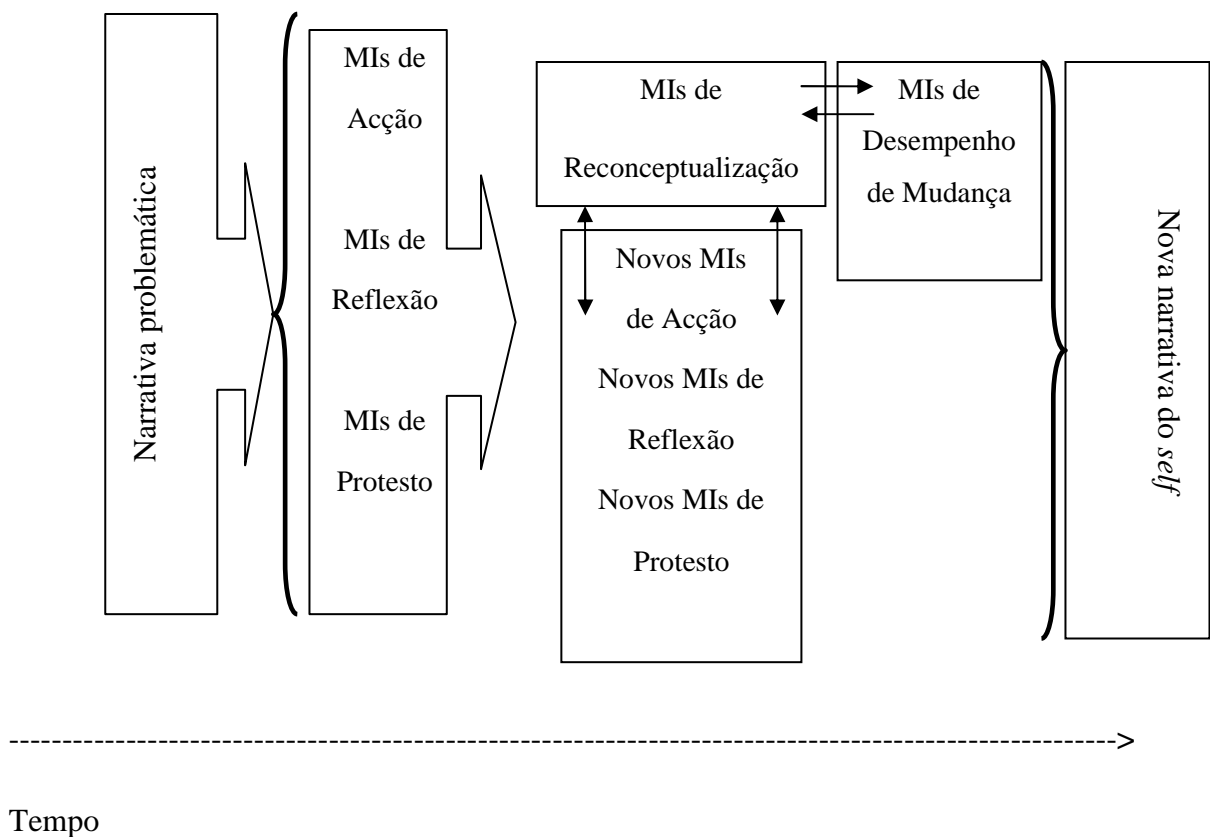 Narrativa problemática
MIs de
Acção
MIs de
Reflexão
MIs de
Protesto
MIs de
Reconceptualização
MIs de
Desempenho
de Mudança
Novos MIs
de Acção
Novos MIs de
Reflexão
Novos MIs de
Protesto
Nova narrativa do self
Tempo